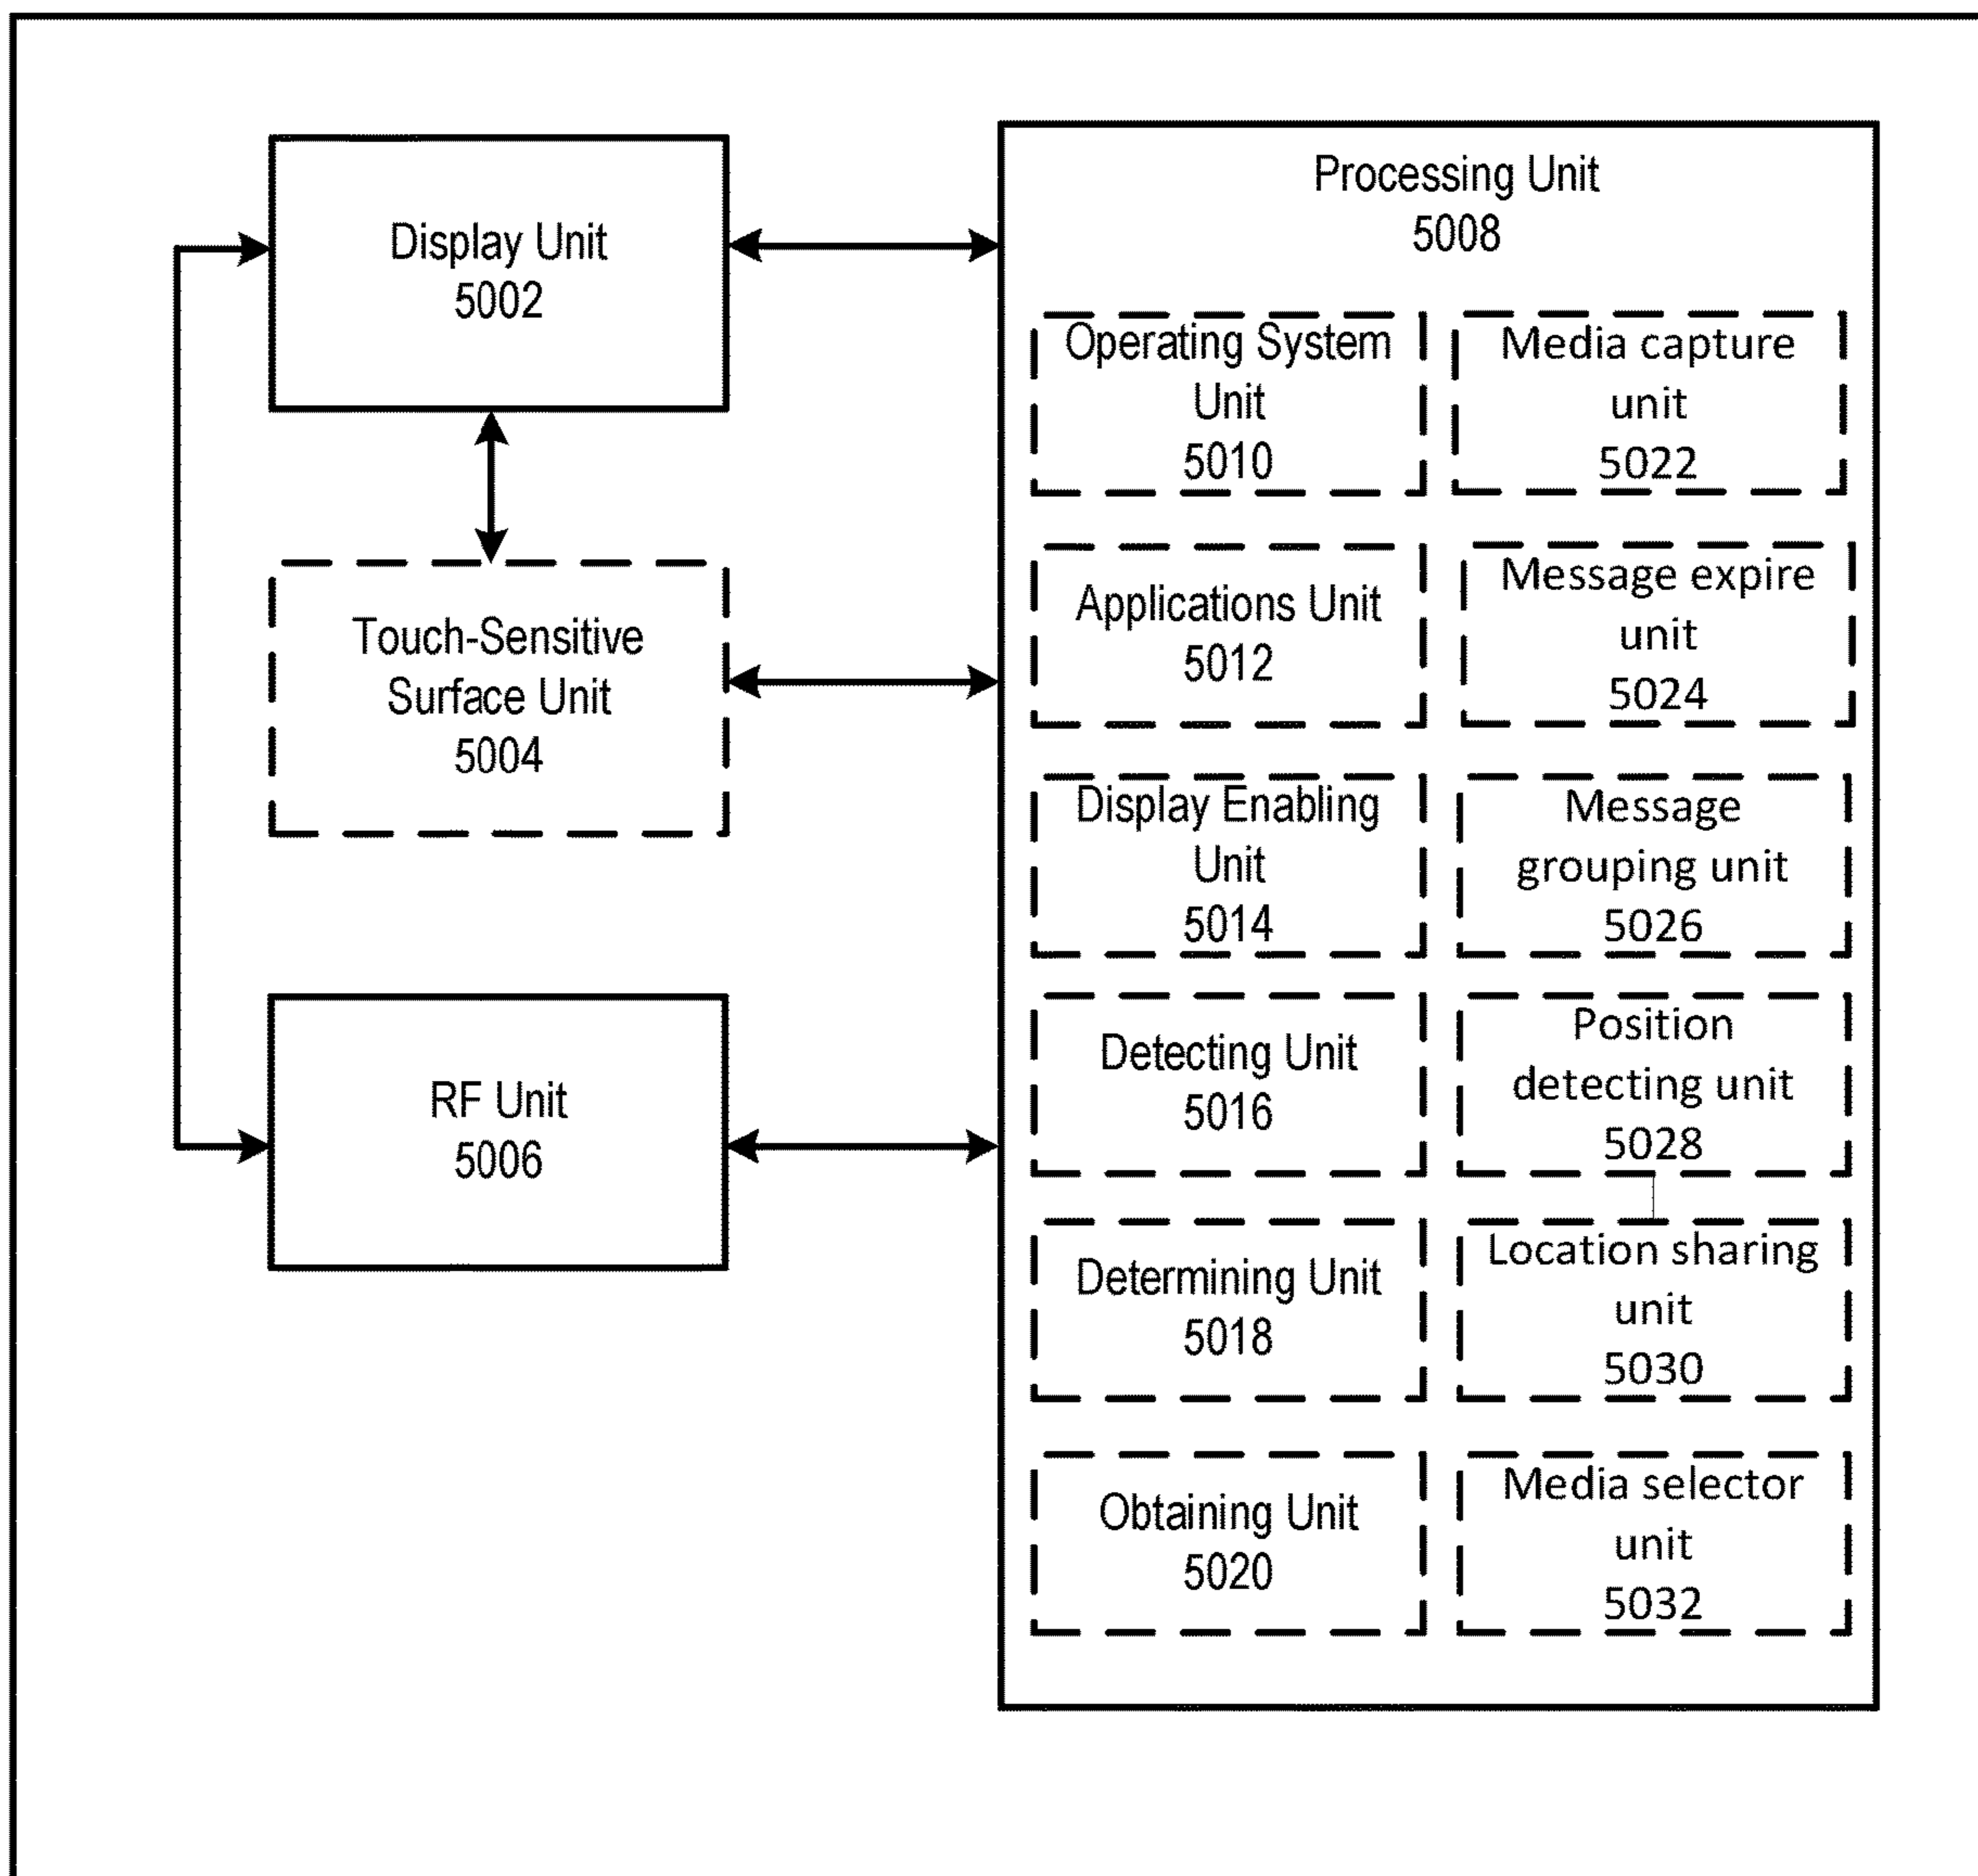 Display Unit
5002
Touch-Sensitive
Surface Unit
5004
RF Unit
5006
Processing Unit
5008
Operating System
Unit
5010
Media capture
unit
5022
Applications Unit
5012
Message expire
unit
5024
Display Enabling
Unit
5014
Message
grouping unit
5026
Detecting Unit
5016
Position
detecting unit
5028
Determining Unit
5018
Location sharing
unit
5030
Obtaining Unit
5020
Media selector
unit
5032